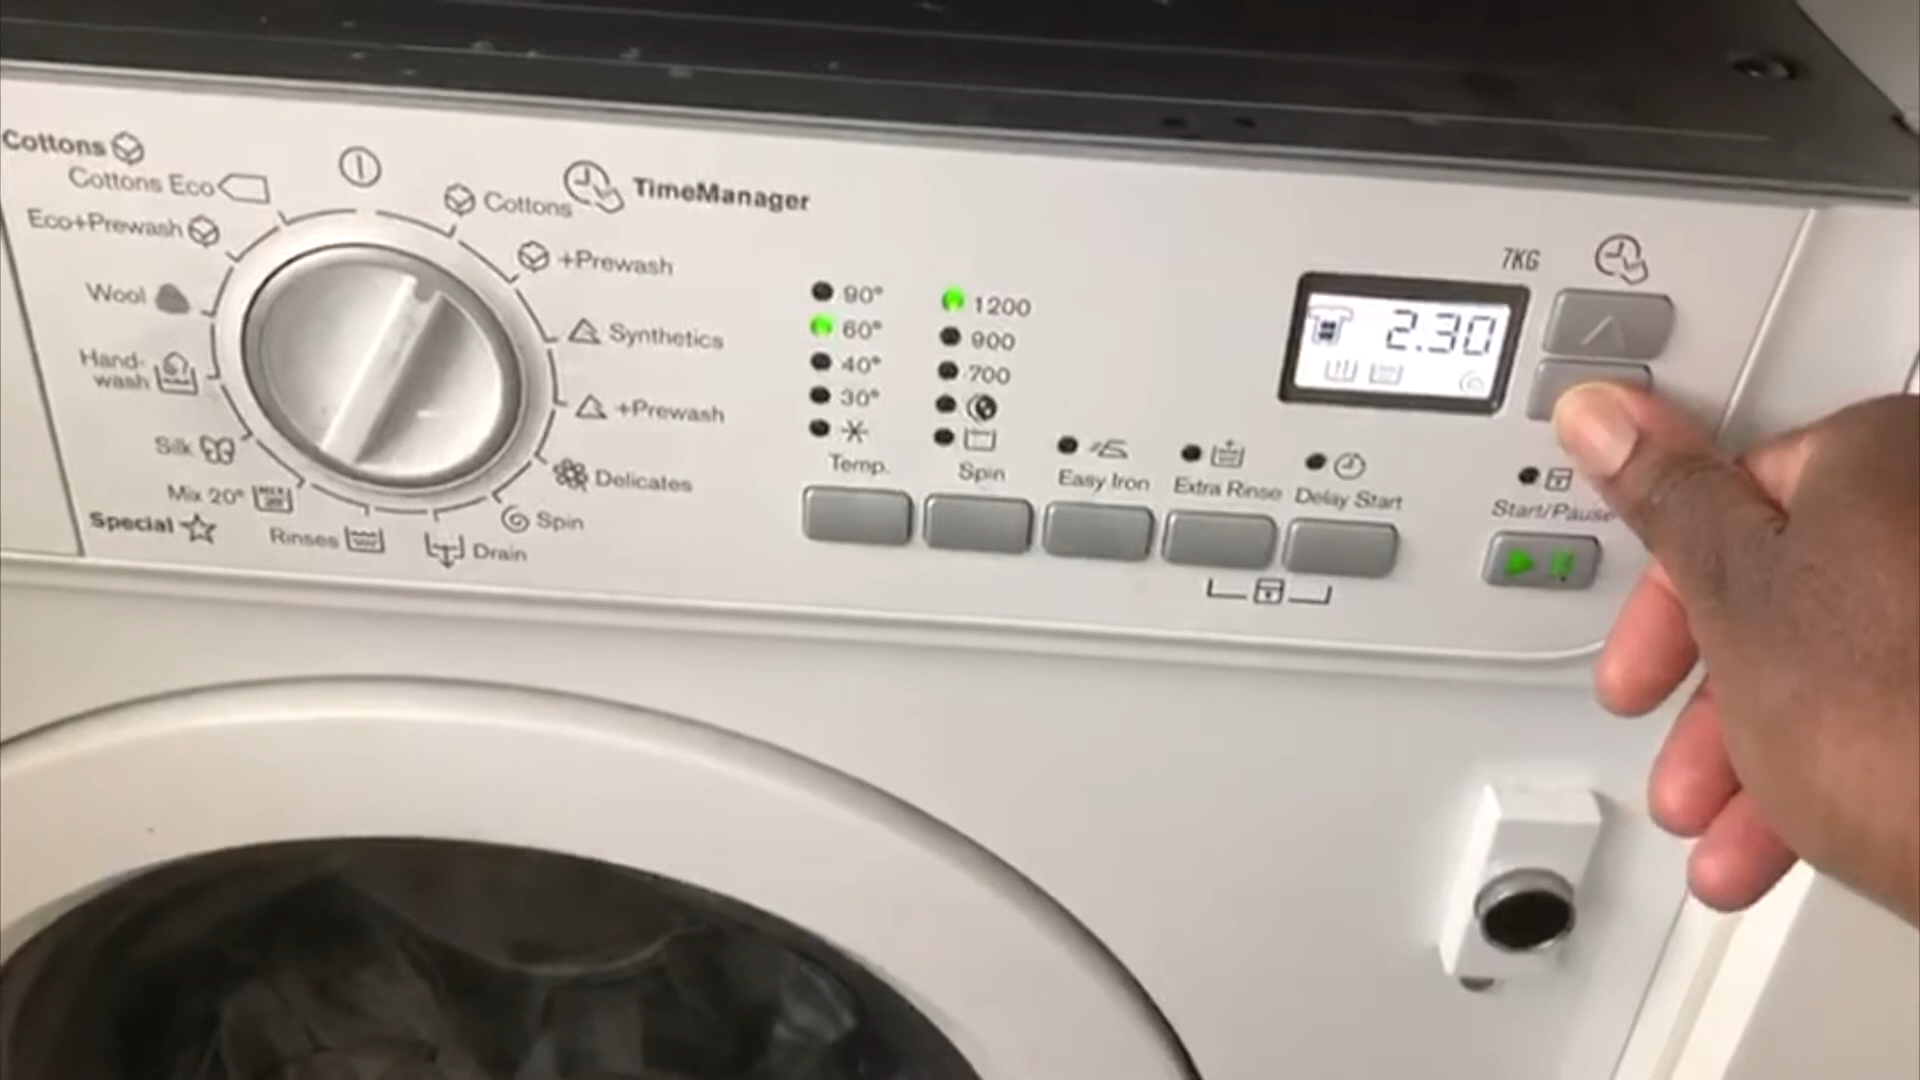 Cottons
Cottons Eco
Eco+Prewash
Wool
Hand-
wash
Silk
Mix 20°
MIX
20°
Special
Rinses
Drain
Spin
Delicates
+Prewash
Synthetics
+Prewash
Cottons
TimeManager
90°
60°
40°
30°
Temp.
1200
900
700
Spin
Easy Iron
Extra Rinse
Delay Start
7KG
2.30
Start/Pause